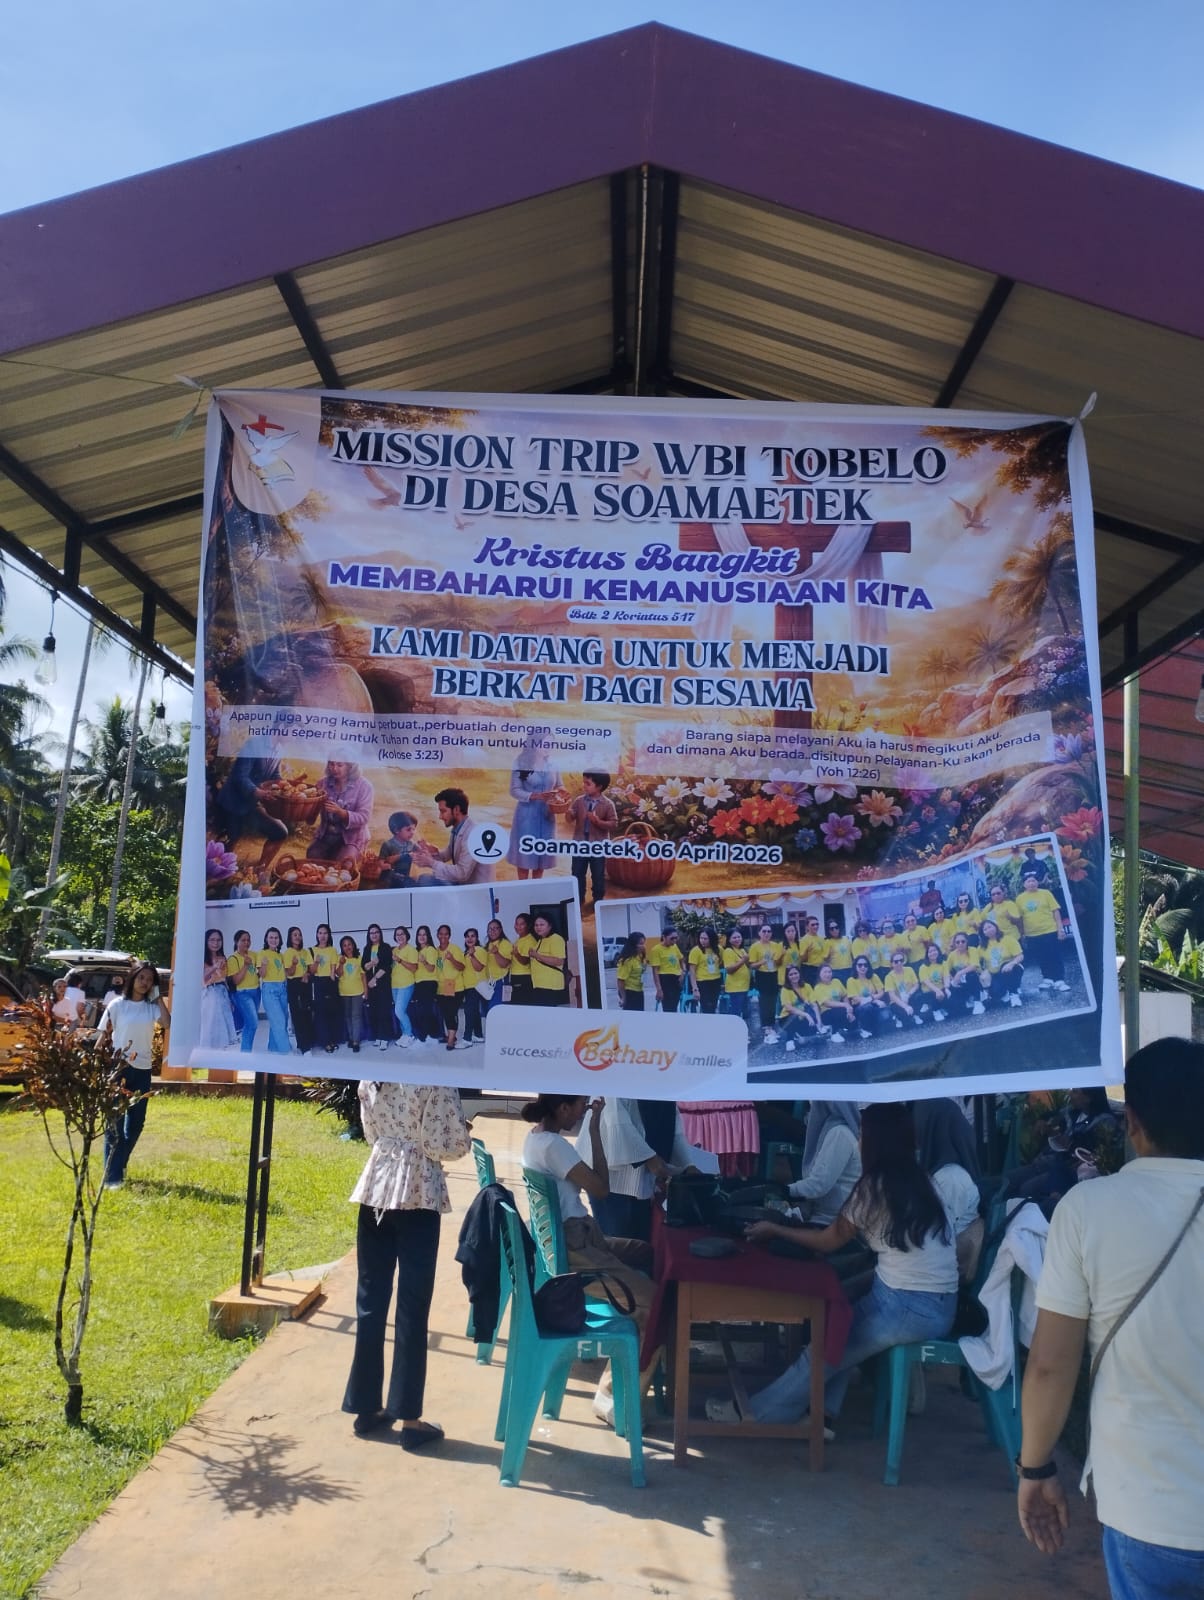 MISSION TRIP WBI TOBELO
DI DESA SOAMAETEK
Kristus Bangkit
MEMBAHARUI KEMANUSIAAN KITA
Bdk 2 Korintus 5:17
KAMI DATANG UNTUK MENJADI
BERKAT BAGI SESAMA
Apapun juga yang kamu perbuat.,perbuatlah dengan segenap
hatimu seperti untuk Tuhan dan Bukan untuk Manusia
(kolose 3:23)
Barang siapa melayani Aku ia harus megikuti Aku.
dan dimana Aku berada..disitupun Pelayanan-Ku akan berada
(Yoh 12:26)
Soamaetek, 06 April 2026
successful Bethany families
FL
F